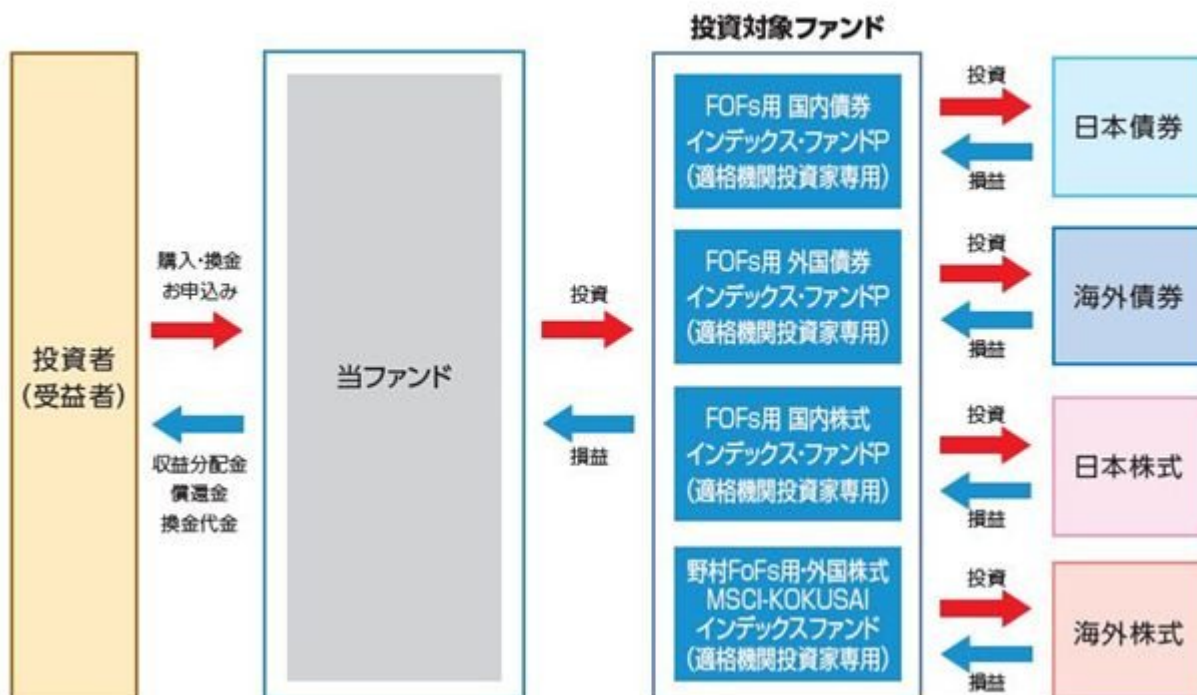 投資対象ファンド
投資者
(受益者)
購入・換金
お申込み
収益分配金
償還金
換金代金
当ファンド
投資
損益
FOFs用 国内債券
インデックス・ファンドP
(適格機関投資家専用)
投資
損益
日本債券
FOFs用 外国債券
インデックス・ファンドP
(適格機関投資家専用)
投資
損益
海外債券
FOFs用 国内株式
インデックス・ファンドP
(適格機関投資家専用)
投資
損益
日本株式
野村FoFs用・外国株式
MSCI-KOKUSAI
インデックスファンド
(適格機関投資家専用)
投資
損益
海外株式